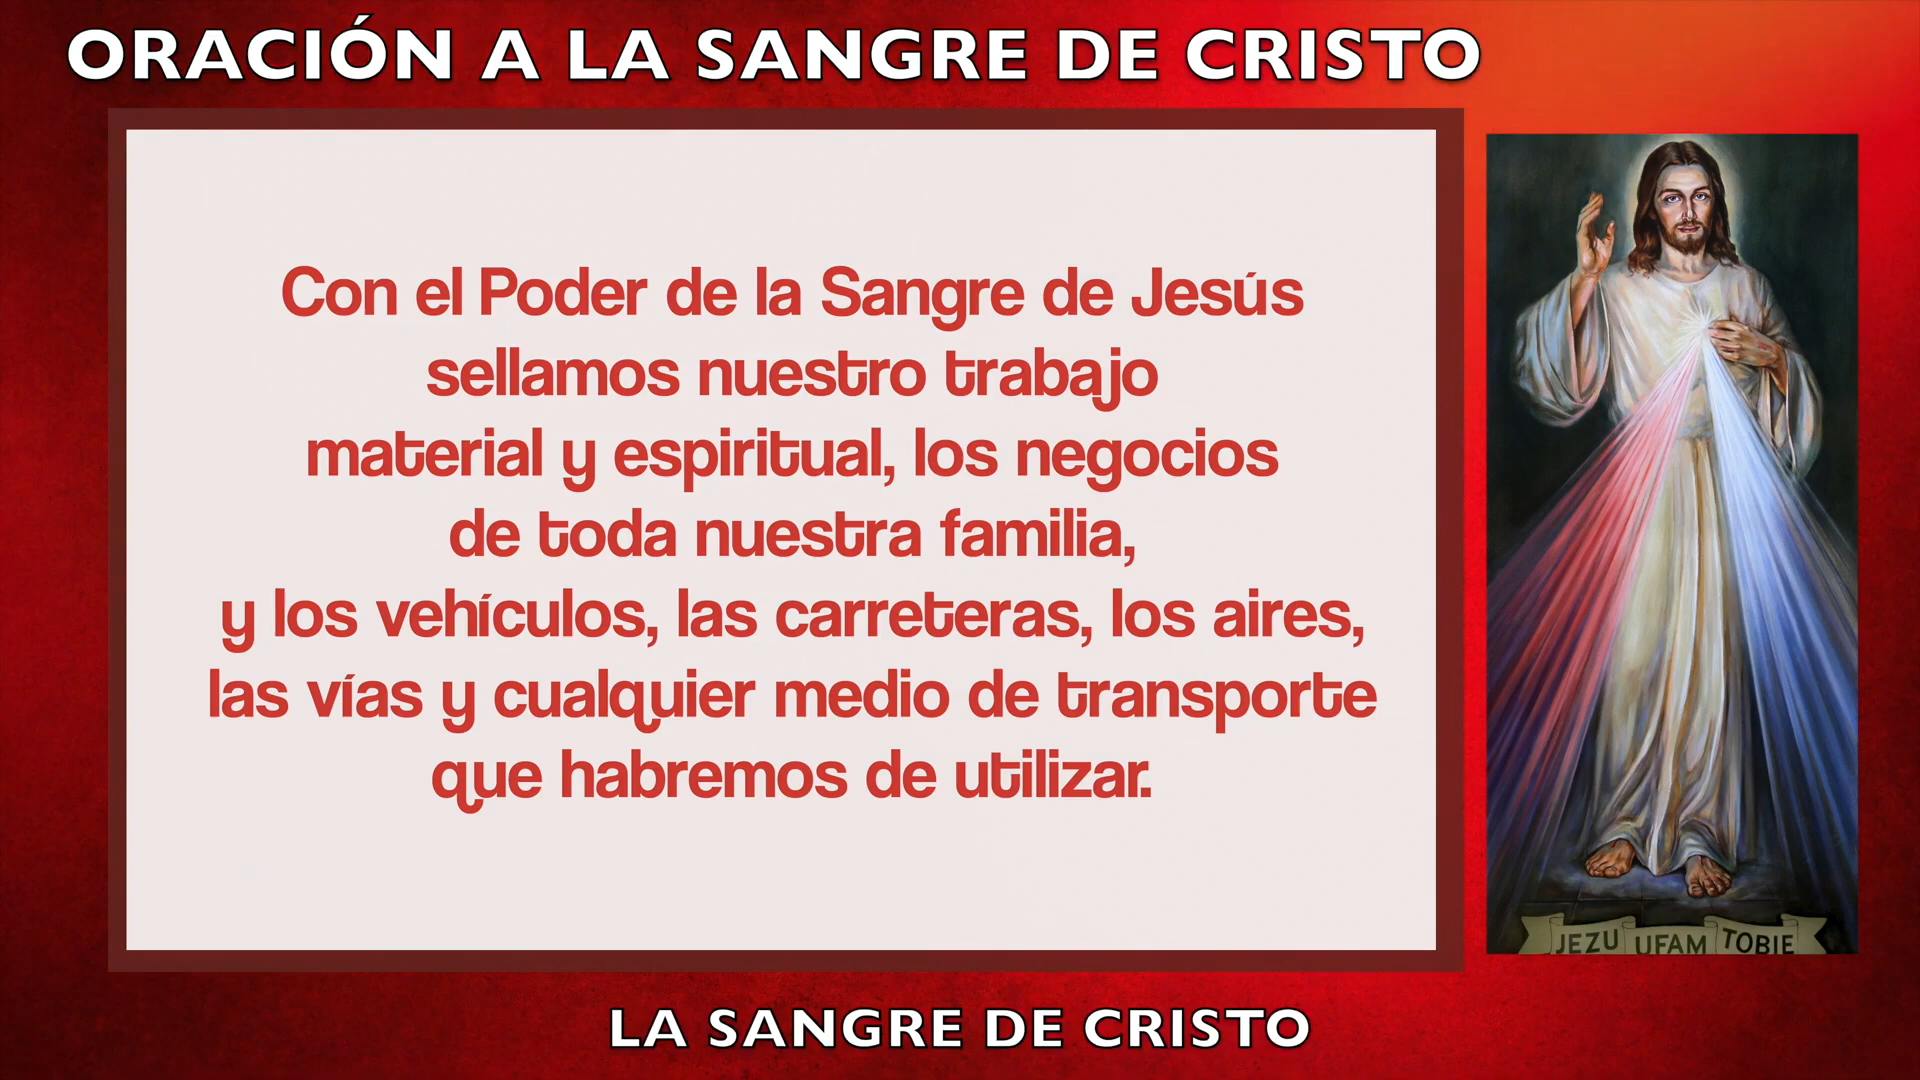 ORACIÓN A LA SANGRE DE CRISTO
Con el Poder de la Sangre de Jesús
sellamos nuestro trabajo
material y espiritual, los negocios
de toda nuestra familia,
y los vehículos, las carreteras, los aires,
las vías y cualquier medio de transporte
que habremos de utilizar.
JEZU UFAM TOBIE
LA SANGRE DE CRISTO